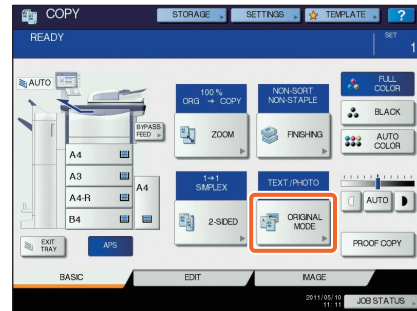 COPY
STORAGE
SETTINGS
TEMPLATE
?
READY
SET
1
AUTO
100 %
ORG → COPY
NON-SORT
NON-STAPLE
FULL
COLOR
BYPASS
FEED
ZOOM
FINISHING
BLACK
AUTO
COLOR
A4
A3
A4-R
B4
A4
1→1
SIMPLEX
TEXT/PHOTO
2-SIDED
ORIGINAL
MODE
AUTO
EXIT
TRAY
APS
PROOF COPY
BASIC
EDIT
IMAGE
2011/05/10
11:11
JOB STATUS